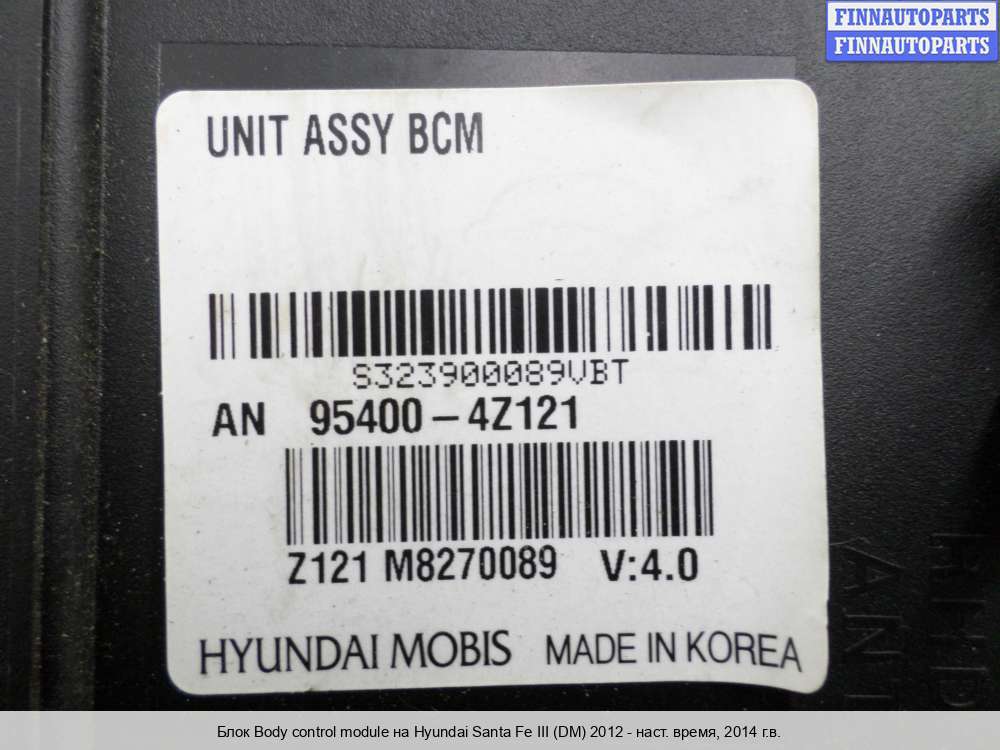 FINNAUTOPARTS
FINNAUTOPARTS
UNIT ASSY BCM
S323900089VBT
AN 95400-4Z121
Z121 M8270089 V:4.0
HYUNDAI MOBIS MADE IN KOREA
ANT
Блок Body control module на Hyundai Santa Fe III (DM) 2012 - наст. время, 2014 г.в.